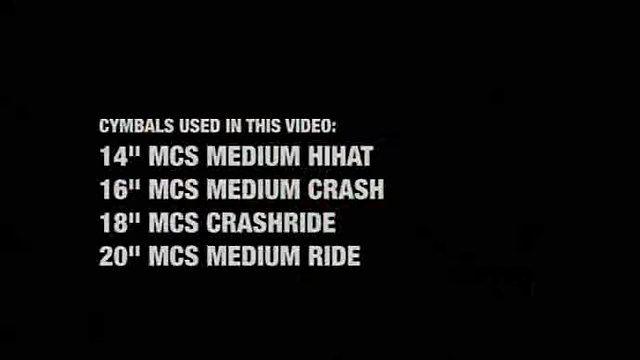 CYMBALS USED IN THIS VIDEO:
14" MCS MEDIUM HIHAT
16" MCS MEDIUM CRASH
18" MCS CRASHRIDE
20" MCS MEDIUM RIDE